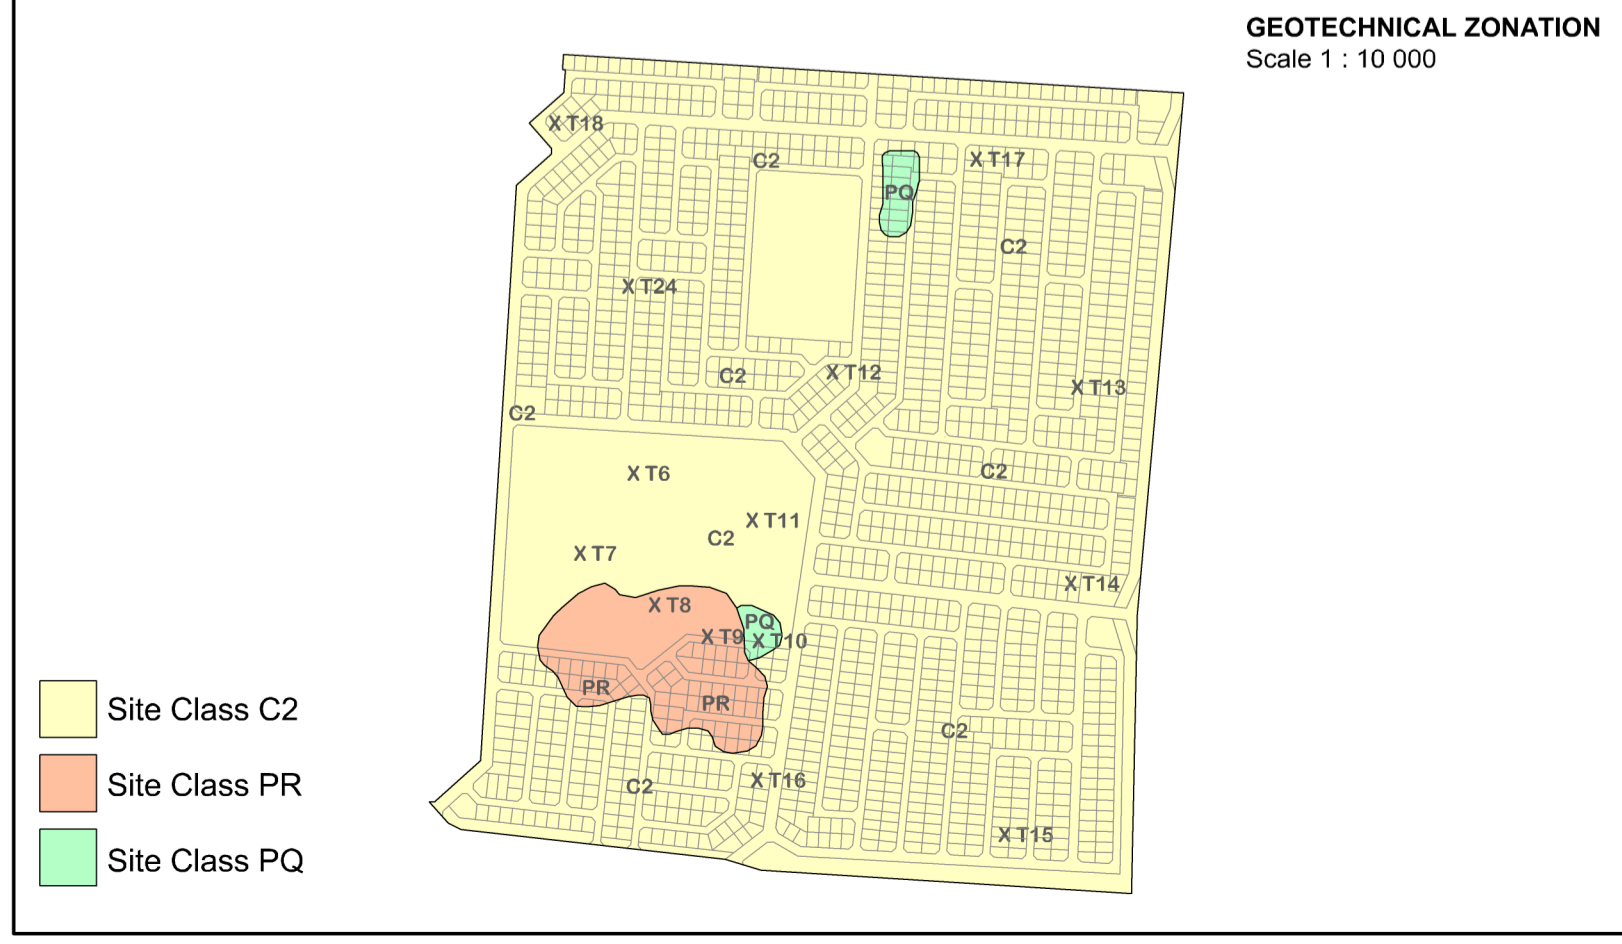 GEOTECHNICAL ZONATION
Scale 1 : 10 000
X T18
C2
X T17
PQ
C2
X T24
C2
X T12
X T13
C2
C2
X T6
X T11
C2
X T7
X T14
X T8
PQ
X T9
X T10
PR
PR
C2
C2
X T16
X T15
Site Class C2
Site Class PR
Site Class PQ